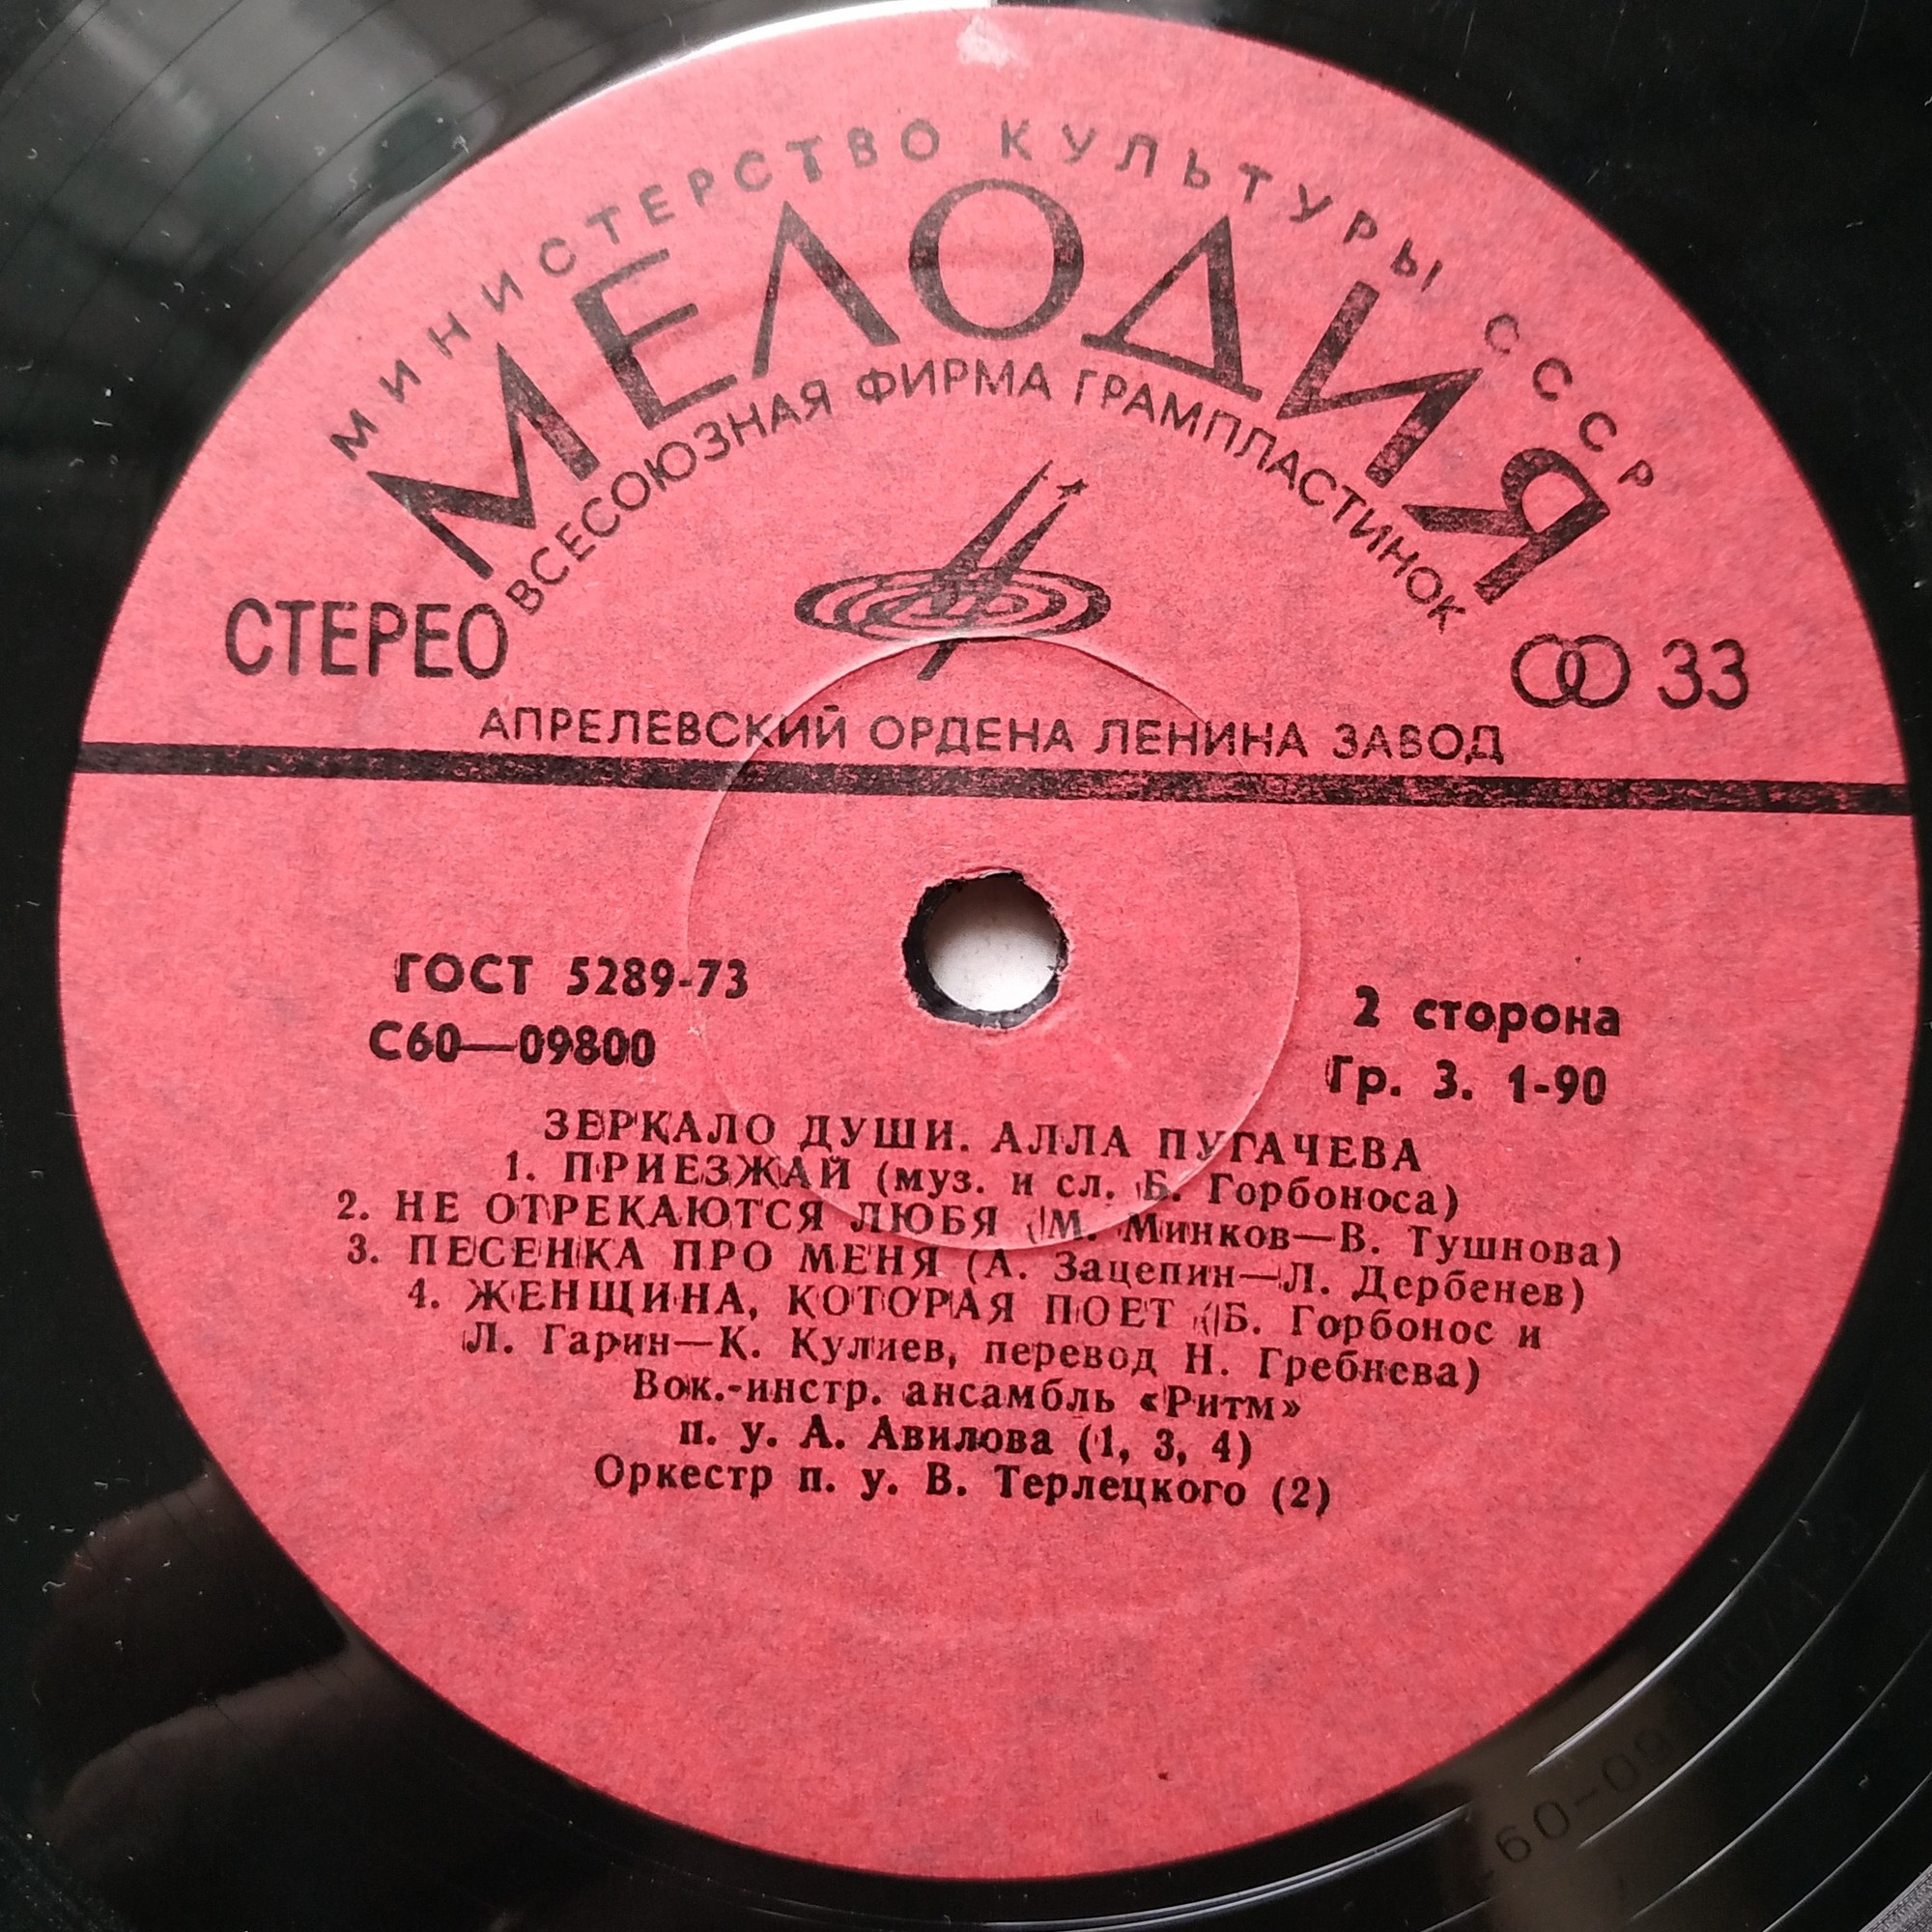 МИНИСТЕРСТВО КУЛЬТУРЫ СССР
МЕЛОДИЯ
ВСЕСОЮЗНАЯ ФИРМА ГРАМПЛАСТИНОК
СТЕРЕО
33
АПРЕЛЕВСКИЙ ОРДЕНА ЛЕНИНА ЗАВОД
ГОСТ 5289-73
С60—09800
2 сторона
Гр. 3. 1-90
ЗЕРКАЛО ДУШИ. АЛЛА ПУГАЧЕВА
1. ПРИЕЗЖАЙ (муз. и сл. Б. Горбоноса)
2. НЕ ОТРЕКАЮТСЯ ЛЮБЯ (М. Минков—В. Тушнова)
3. ПЕСЕНКА ПРО МЕНЯ (А. Зацепин—Л. Дербенев)
4. ЖЕНЩИНА, КОТОРАЯ ПОЕТ (Б. Горбонос и
Л. Гарин—К. Кулиев, перевод Н. Гребнева)
Вок.-инстр. ансамбль «Ритм»
п. у. А. Авилова (1, 3, 4)
Оркестр п. у. В. Терлецкого (2)